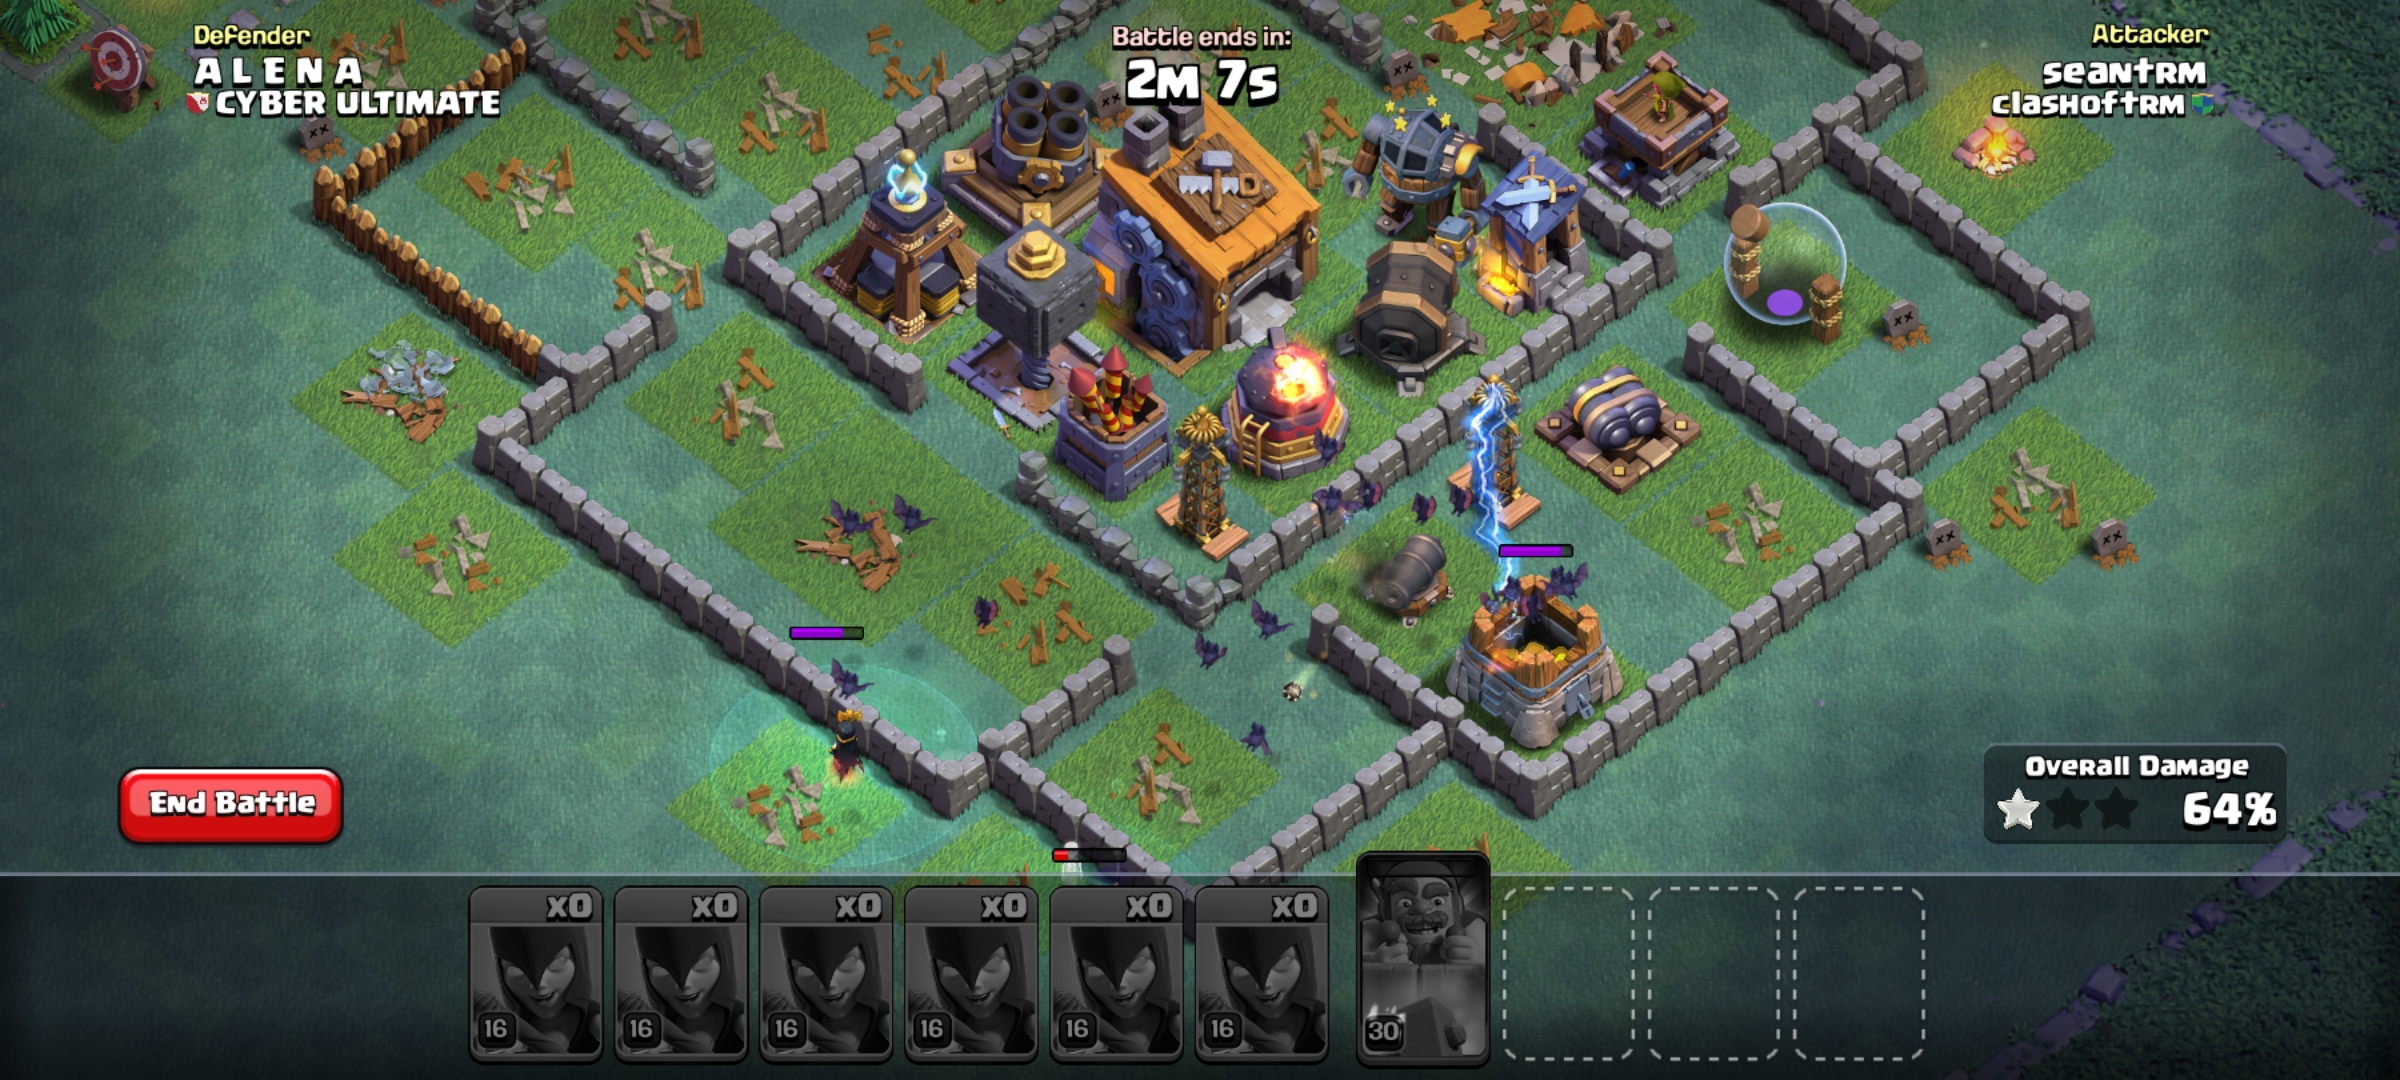 Defender
A L E N A
CYBER ULTIMATE
Battle ends in:
2M 7S
Attacker
seantrm
clashoftrm
End Battle
Overall Damage
64%
x0 x0 x0 x0 x0 x0
16 16 16 16 16 16 30